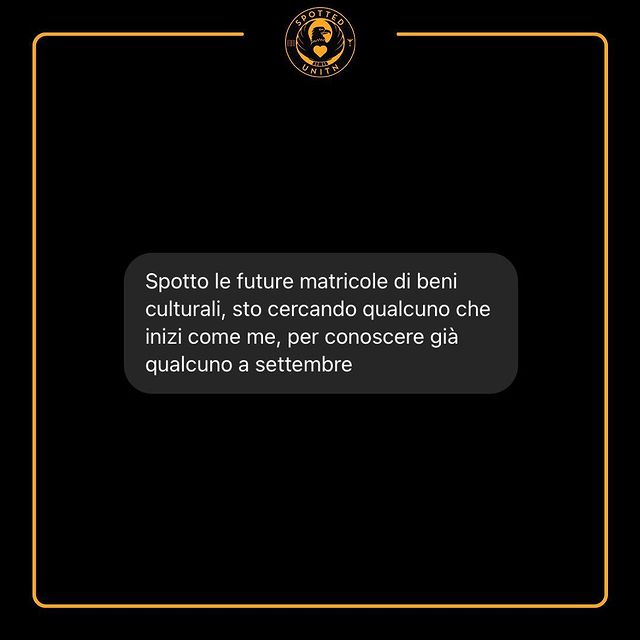 SPOTTED
UNITN
Spotto le future matricole di beni
culturali, sto cercando qualcuno che
inizi come me, per conoscere già
qualcuno a settembre